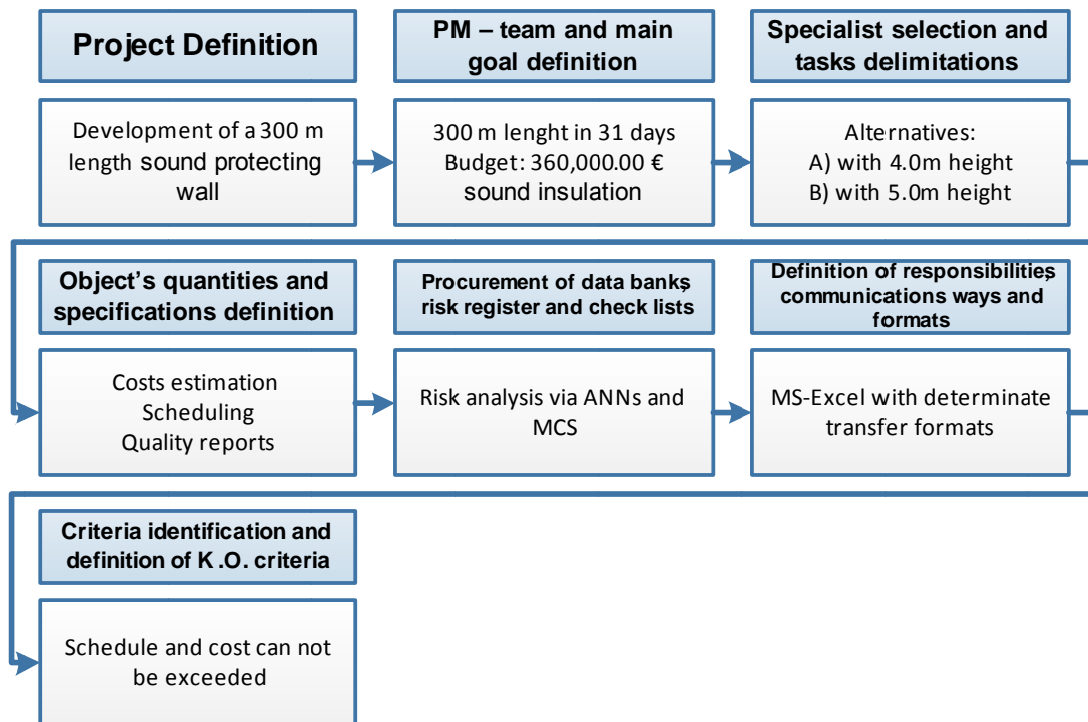 Project Definition
Development of a 300 m
length sound protecting
wall
PM – team and main
goal definition
300 m lenght in 31 days
Budget: 360,000.00 €
sound insulation
Specialist selection and
tasks delimitations
Alternatives:
A) with 4.0m height
B) with 5.0m height
Object’s quantities and
specifications definition
Costs estimation
Scheduling
Quality reports
Procurement of data banks,
risk register and check lists
Risk analysis via ANNs and
MCS
Definition of responsibilities,
communications ways and
formats
MS-Excel with determinate
transfer formats
Criteria identification and
definition of K.O. criteria
Schedule and cost can not
be exceeded